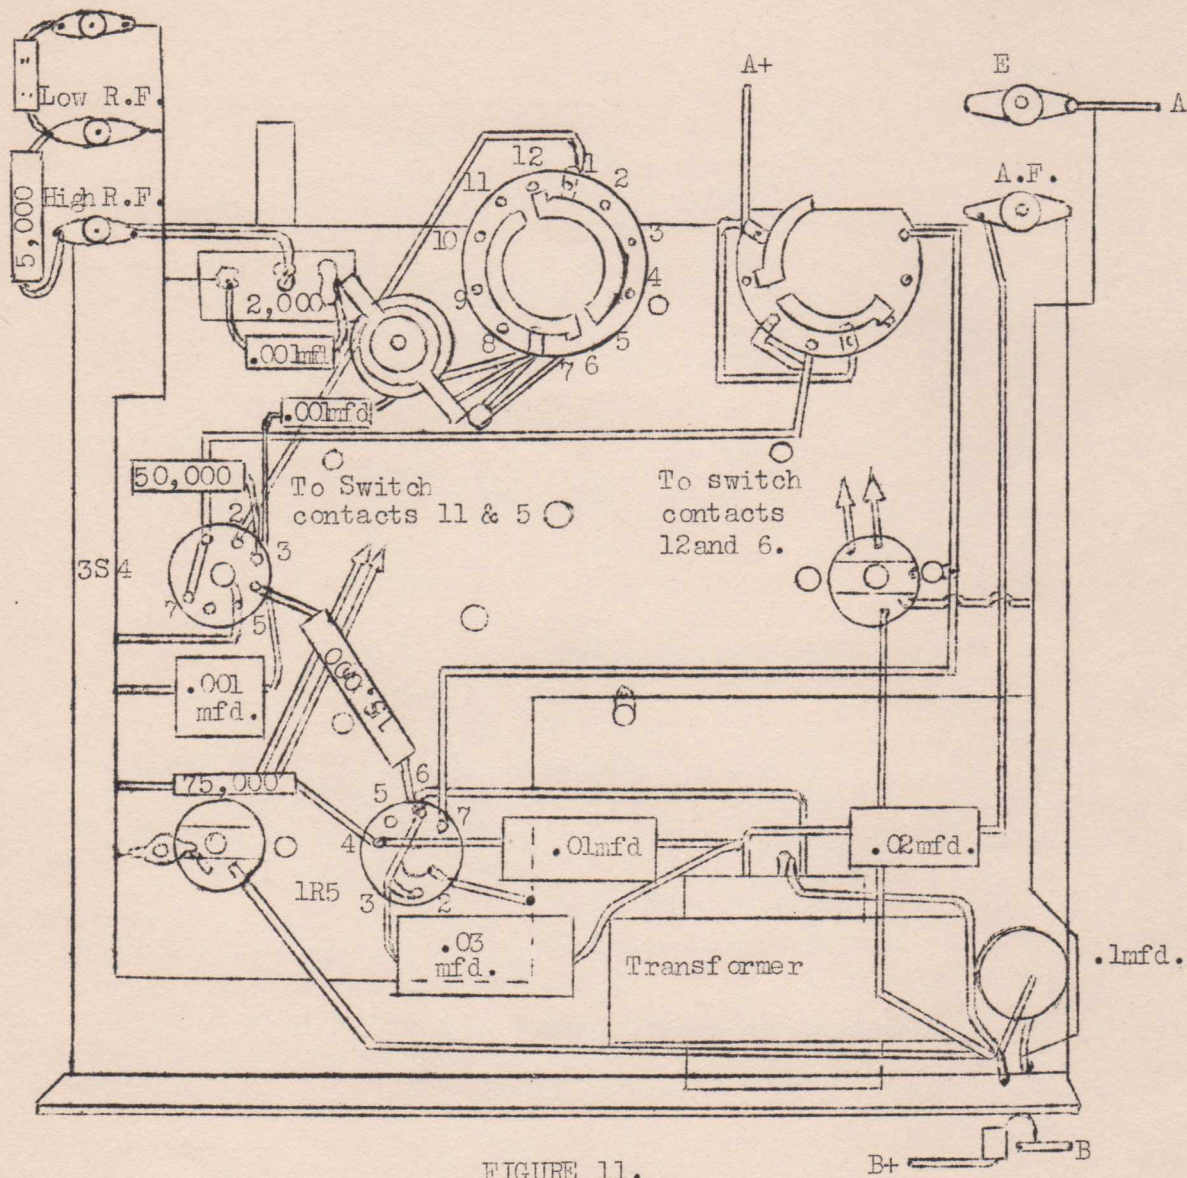 A+
E
A
Low R.F.
5,000
High R.F.
A.F.
12
1
2
11
3
10
4
9
2,000
5
8
6
7
.001mfd
.001mfd
50,000
To Switch
contacts 11 & 5
To switch
contacts
12and 6.
2
3
3S4
7
5
.001
mfd.
15.000
75,000
6
5
7
4
.01mfd
.02mfd.
1R5
3
2
.03
mfd.
Transformer
.1mfd.
B
B+
FIGURE 11.